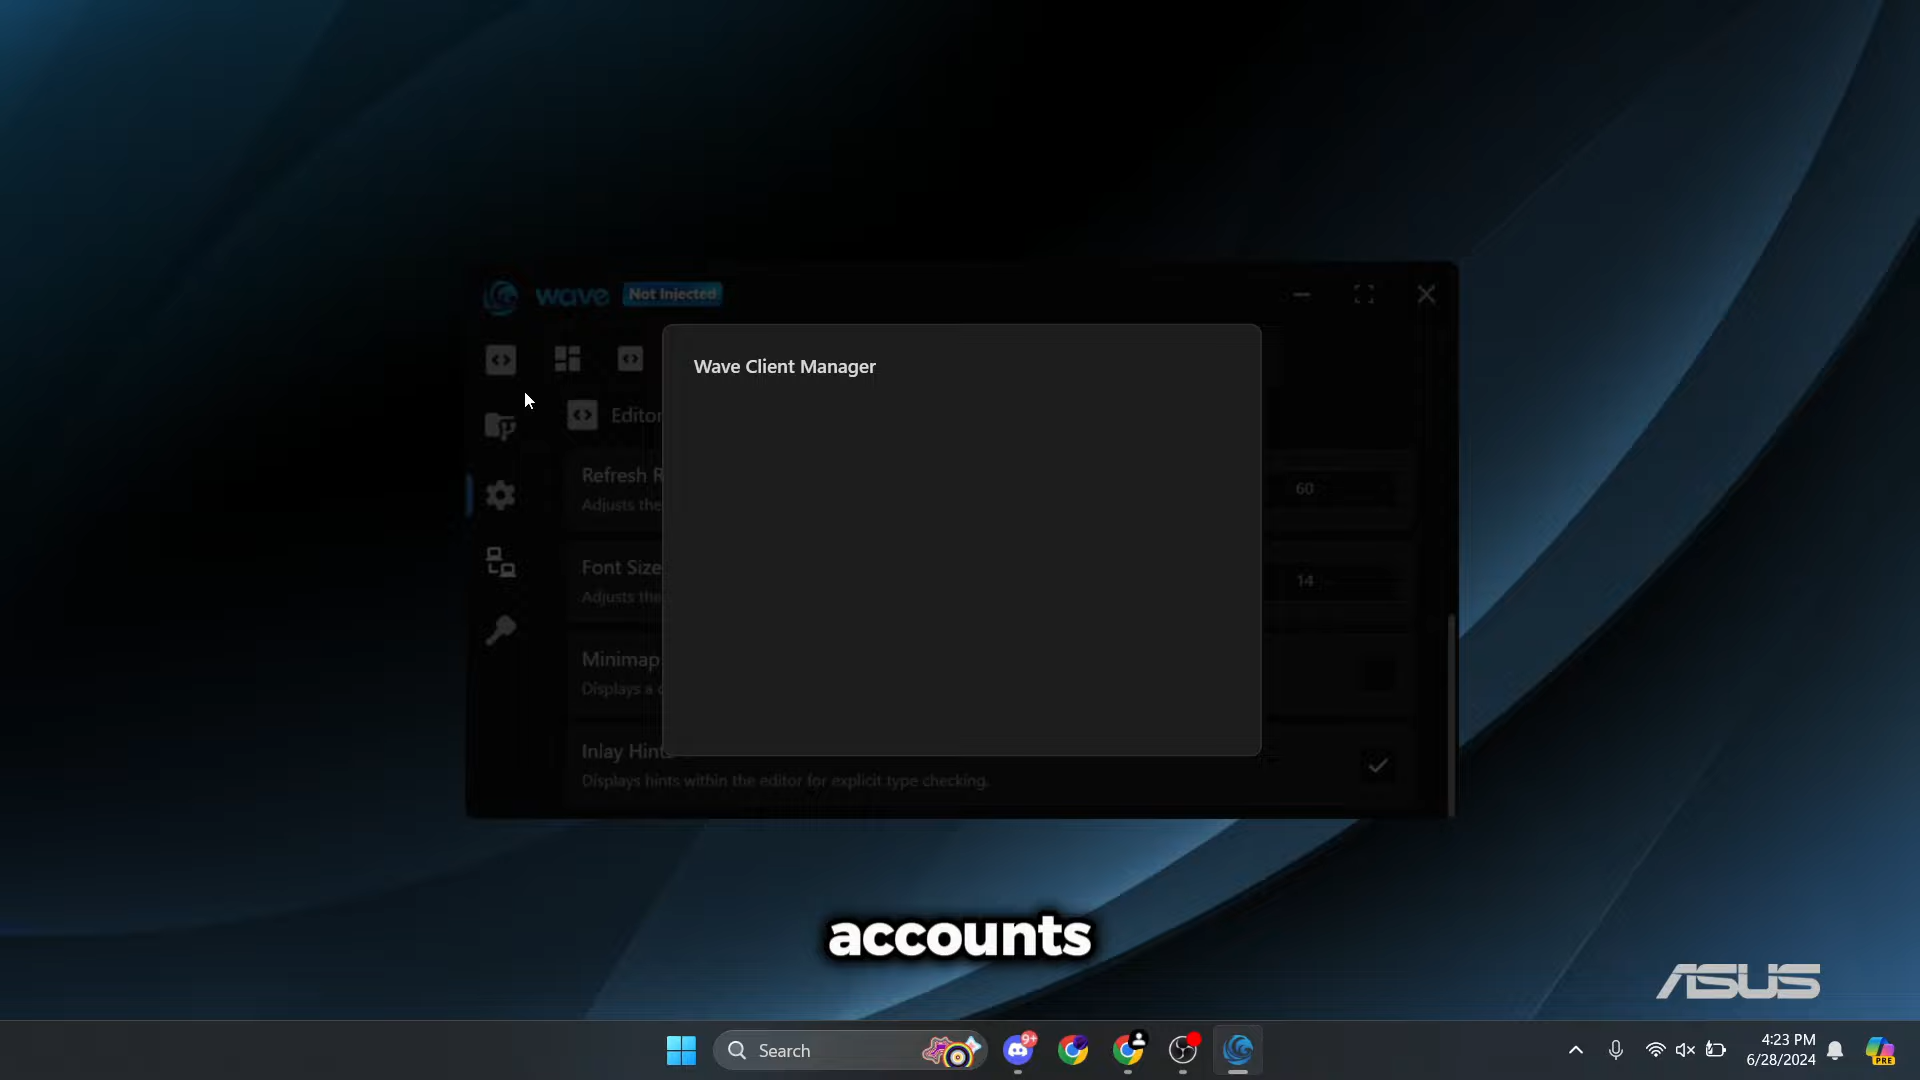 wave Not Injected
Wave Client Manager
Editor
Refresh R
Adjusts the
60
Font Size
Adjusts the
14
Minimap
Displays a
Inlay Hints
Displays hints within the editor for explicit type checking.
accounts
ASUS
Search
9+
4:23 PM
6/28/2024
PRE